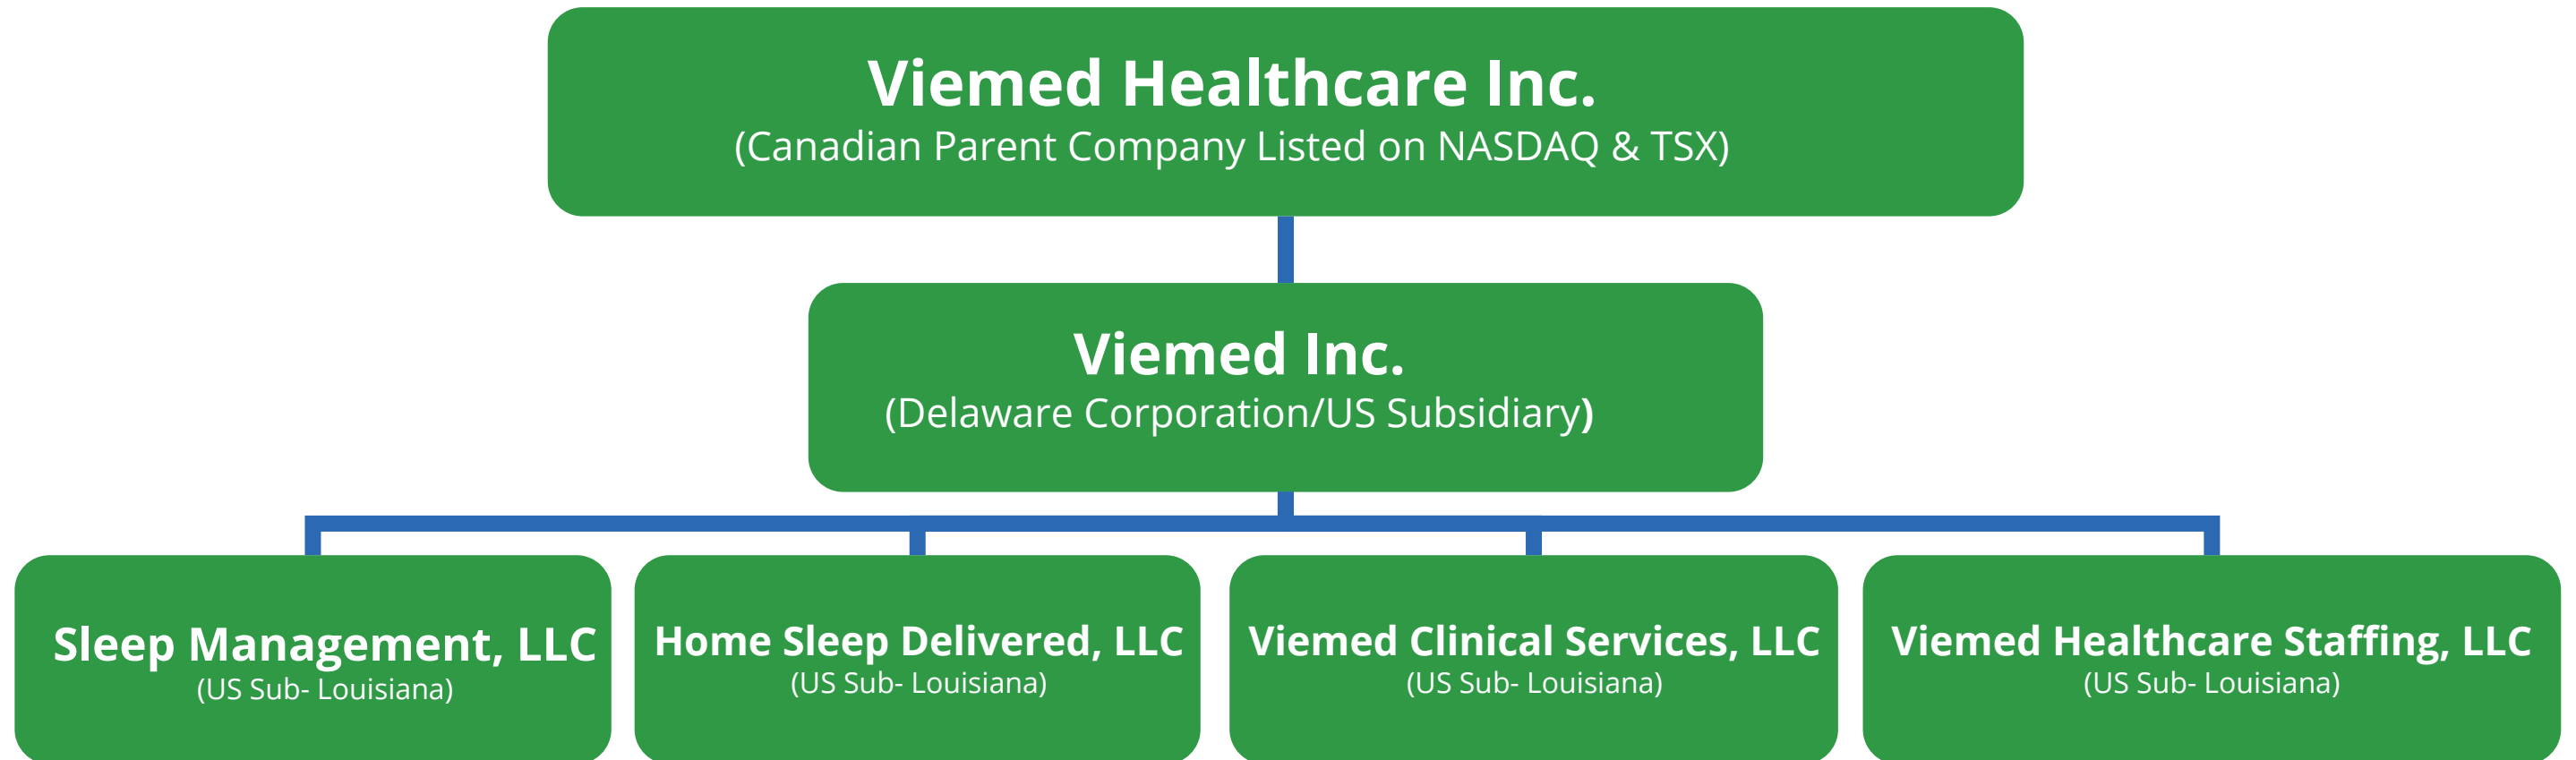 Viemed Healthcare Inc.
(Canadian Parent Company Listed on NASDAQ & TSX)
Viemed Inc.
(Delaware Corporation/US Subsidiary)
Sleep Management, LLC
(US Sub- Louisiana)
Home Sleep Delivered, LLC
(US Sub- Louisiana)
Viemed Clinical Services, LLC
(US Sub- Louisiana)
Viemed Healthcare Staffing, LLC
(US Sub- Louisiana)